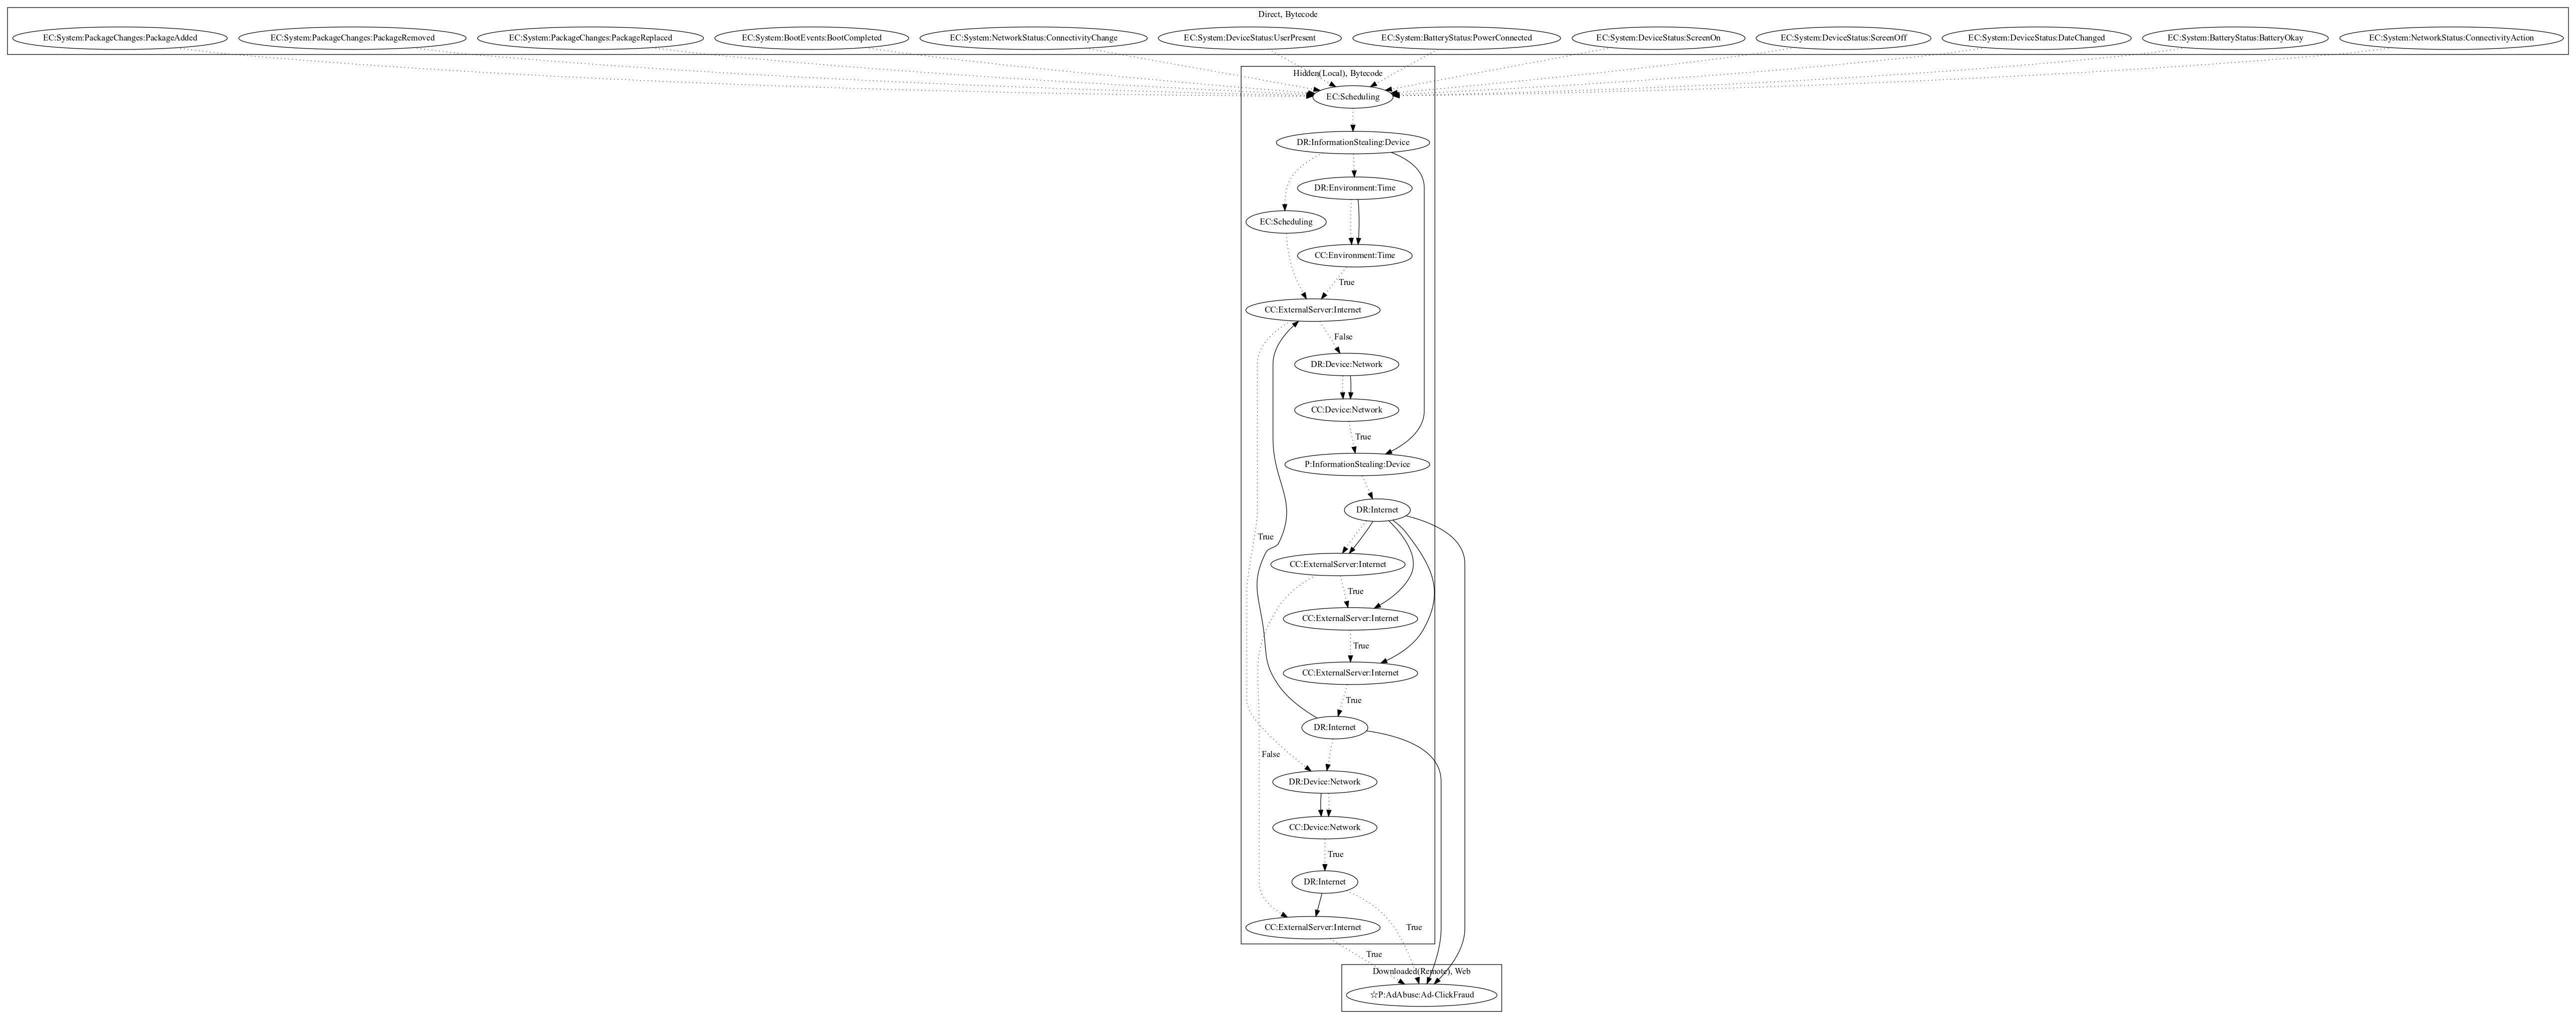 Direct, Bytecode
EC:System:PackageChanges:PackageAdded
EC:System:PackageChanges:PackageRemoved
EC:System:PackageChanges:PackageReplaced
EC:System:BootEvents:BootCompleted
EC:System:NetworkStatus:ConnectivityChange
EC:System:DeviceStatus:UserPresent
EC:System:BatteryStatus:PowerConnected
EC:System:DeviceStatus:ScreenOn
EC:System:DeviceStatus:ScreenOff
EC:System:DeviceStatus:DateChanged
EC:System:BatteryStatus:BatteryOkay
EC:System:NetworkStatus:ConnectivityAction
Hidden(Local), Bytecode
EC:Scheduling
DR:InformationStealing:Device
DR:Environment:Time
EC:Scheduling
CC:Environment:Time
True
CC:ExternalServer:Internet
False
DR:Device:Network
CC:Device:Network
True
P:InformationStealing:Device
DR:Internet
True
CC:ExternalServer:Internet
True
CC:ExternalServer:Internet
True
CC:ExternalServer:Internet
True
DR:Internet
False
DR:Device:Network
CC:Device:Network
True
DR:Internet
CC:ExternalServer:Internet
True
True
Downloaded(Remote), Web
☆P:AdAbuse:Ad-ClickFraud